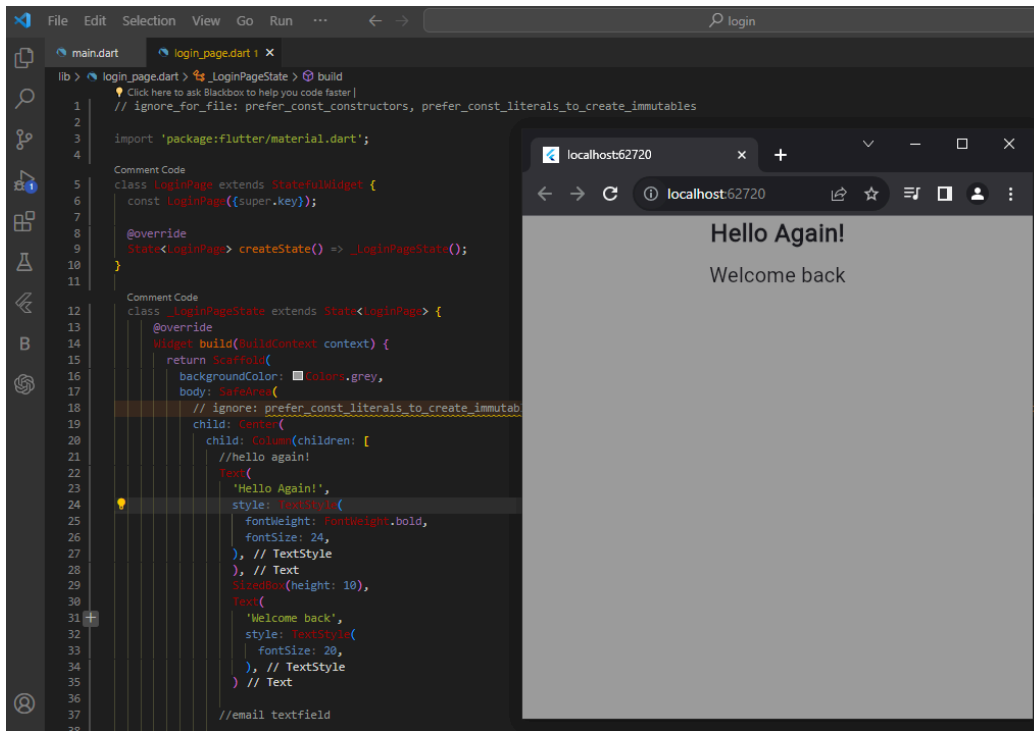 File Edit Selection View Go Run ··· login
main.dart login_page.dart 1
lib > login_page.dart > _LoginPageState > build
Click here to ask Blackbox to help you code faster |
1 // ignore_for_file: prefer_const_constructors, prefer_const_literals_to_create_immutables
2
3 import 'package:flutter/material.dart';
4
Comment Code
5 class LoginPage extends StatefulWidget {
6 const LoginPage({super.key});
7
8 @override
9 State<LoginPage> createState() => _LoginPageState();
10 }
11
Comment Code
12 class _LoginPageState extends State<LoginPage> {
13 @override
14 Widget build(BuildContext context) {
15 return Scaffold(
16 backgroundColor: Colors.grey,
17 body: SafeArea(
18 // ignore: prefer_const_literals_to_create_immutabl
19 child: Center(
20 child: Column(children: [
21 //hello again!
22 Text(
23 'Hello Again!',
24 style: TextStyle(
25 fontWeight: FontWeight.bold,
26 fontSize: 24,
27 ), // TextStyle
28 ), // Text
29 SizedBox(height: 10),
30 Text(
31 'Welcome back',
32 style: TextStyle(
33 fontSize: 20,
34 ), // TextStyle
35 ) // Text
36
37 //email textfield
38
1
B
localhost:62720
localhost:62720
Hello Again!
Welcome back